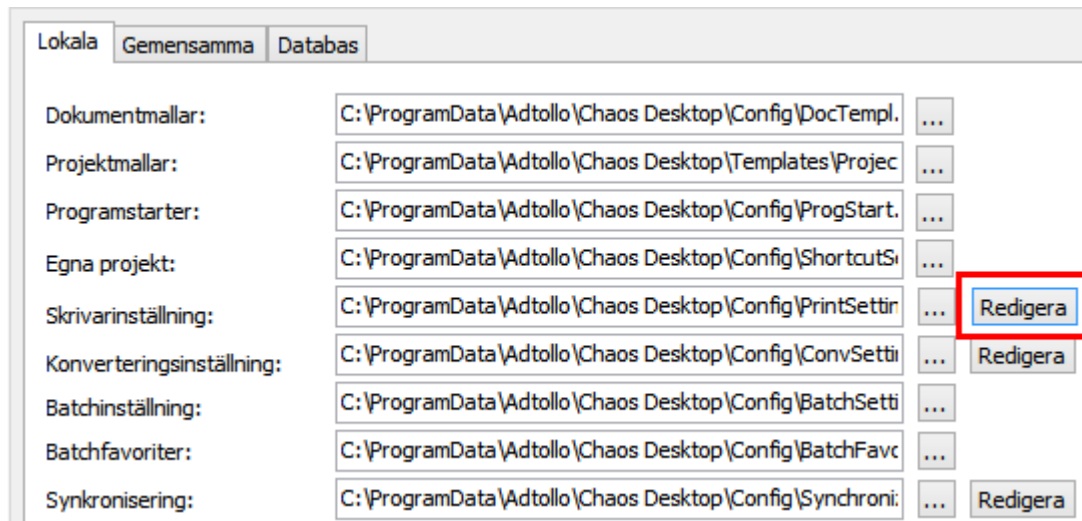 Lokala Gemensamma Databas
Dokumentmallar: C:\ProgramData\Adtollo\Chaos Desktop\Config\DocTempl. ...
Projektmallar: C:\ProgramData\Adtollo\Chaos Desktop\Templates\Projec ...
Programstarter: C:\ProgramData\Adtollo\Chaos Desktop\Config\ProgStart. ...
Egna projekt: C:\ProgramData\Adtollo\Chaos Desktop\Config\ShortcutSe ...
Skrivarinställning: C:\ProgramData\Adtollo\Chaos Desktop\Config\PrintSettin ... Redigera
Konverteringsinställning: C:\ProgramData\Adtollo\Chaos Desktop\Config\ConvSetti ... Redigera
Batchinställning: C:\ProgramData\Adtollo\Chaos Desktop\Config\BatchSetti ...
Batchfavoriter: C:\ProgramData\Adtollo\Chaos Desktop\Config\BatchFavo ...
Synkronisering: C:\ProgramData\Adtollo\Chaos Desktop\Config\Synchroni: ... Redigera